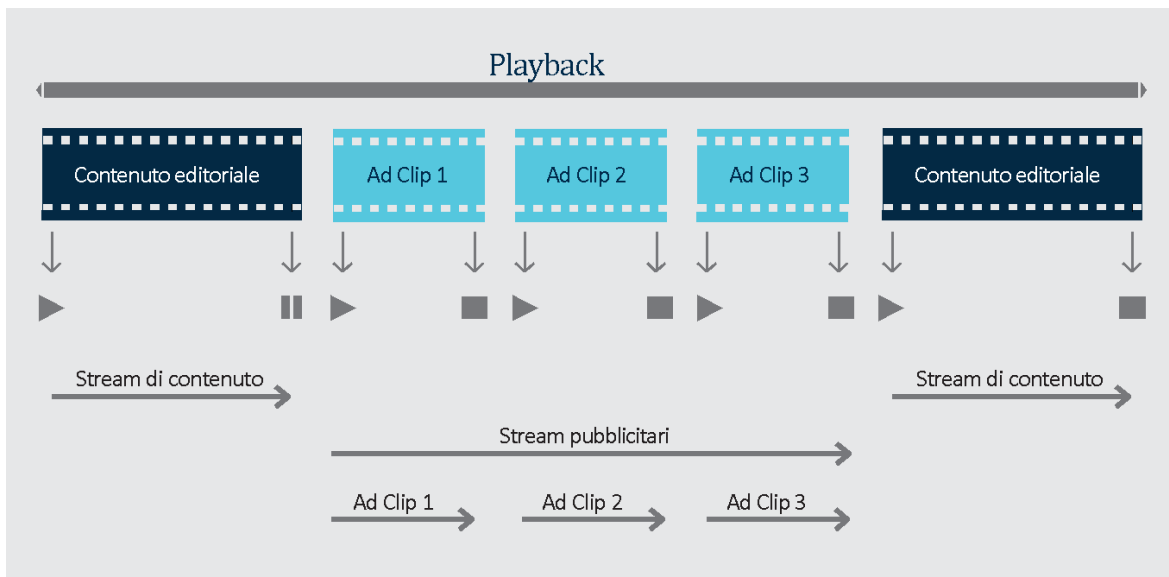 Playback
Contenuto editoriale
Ad Clip 1
Ad Clip 2
Ad Clip 3
Contenuto editoriale
Stream di contenuto
Stream di contenuto
Stream pubblicitari
Ad Clip 1
Ad Clip 2
Ad Clip 3